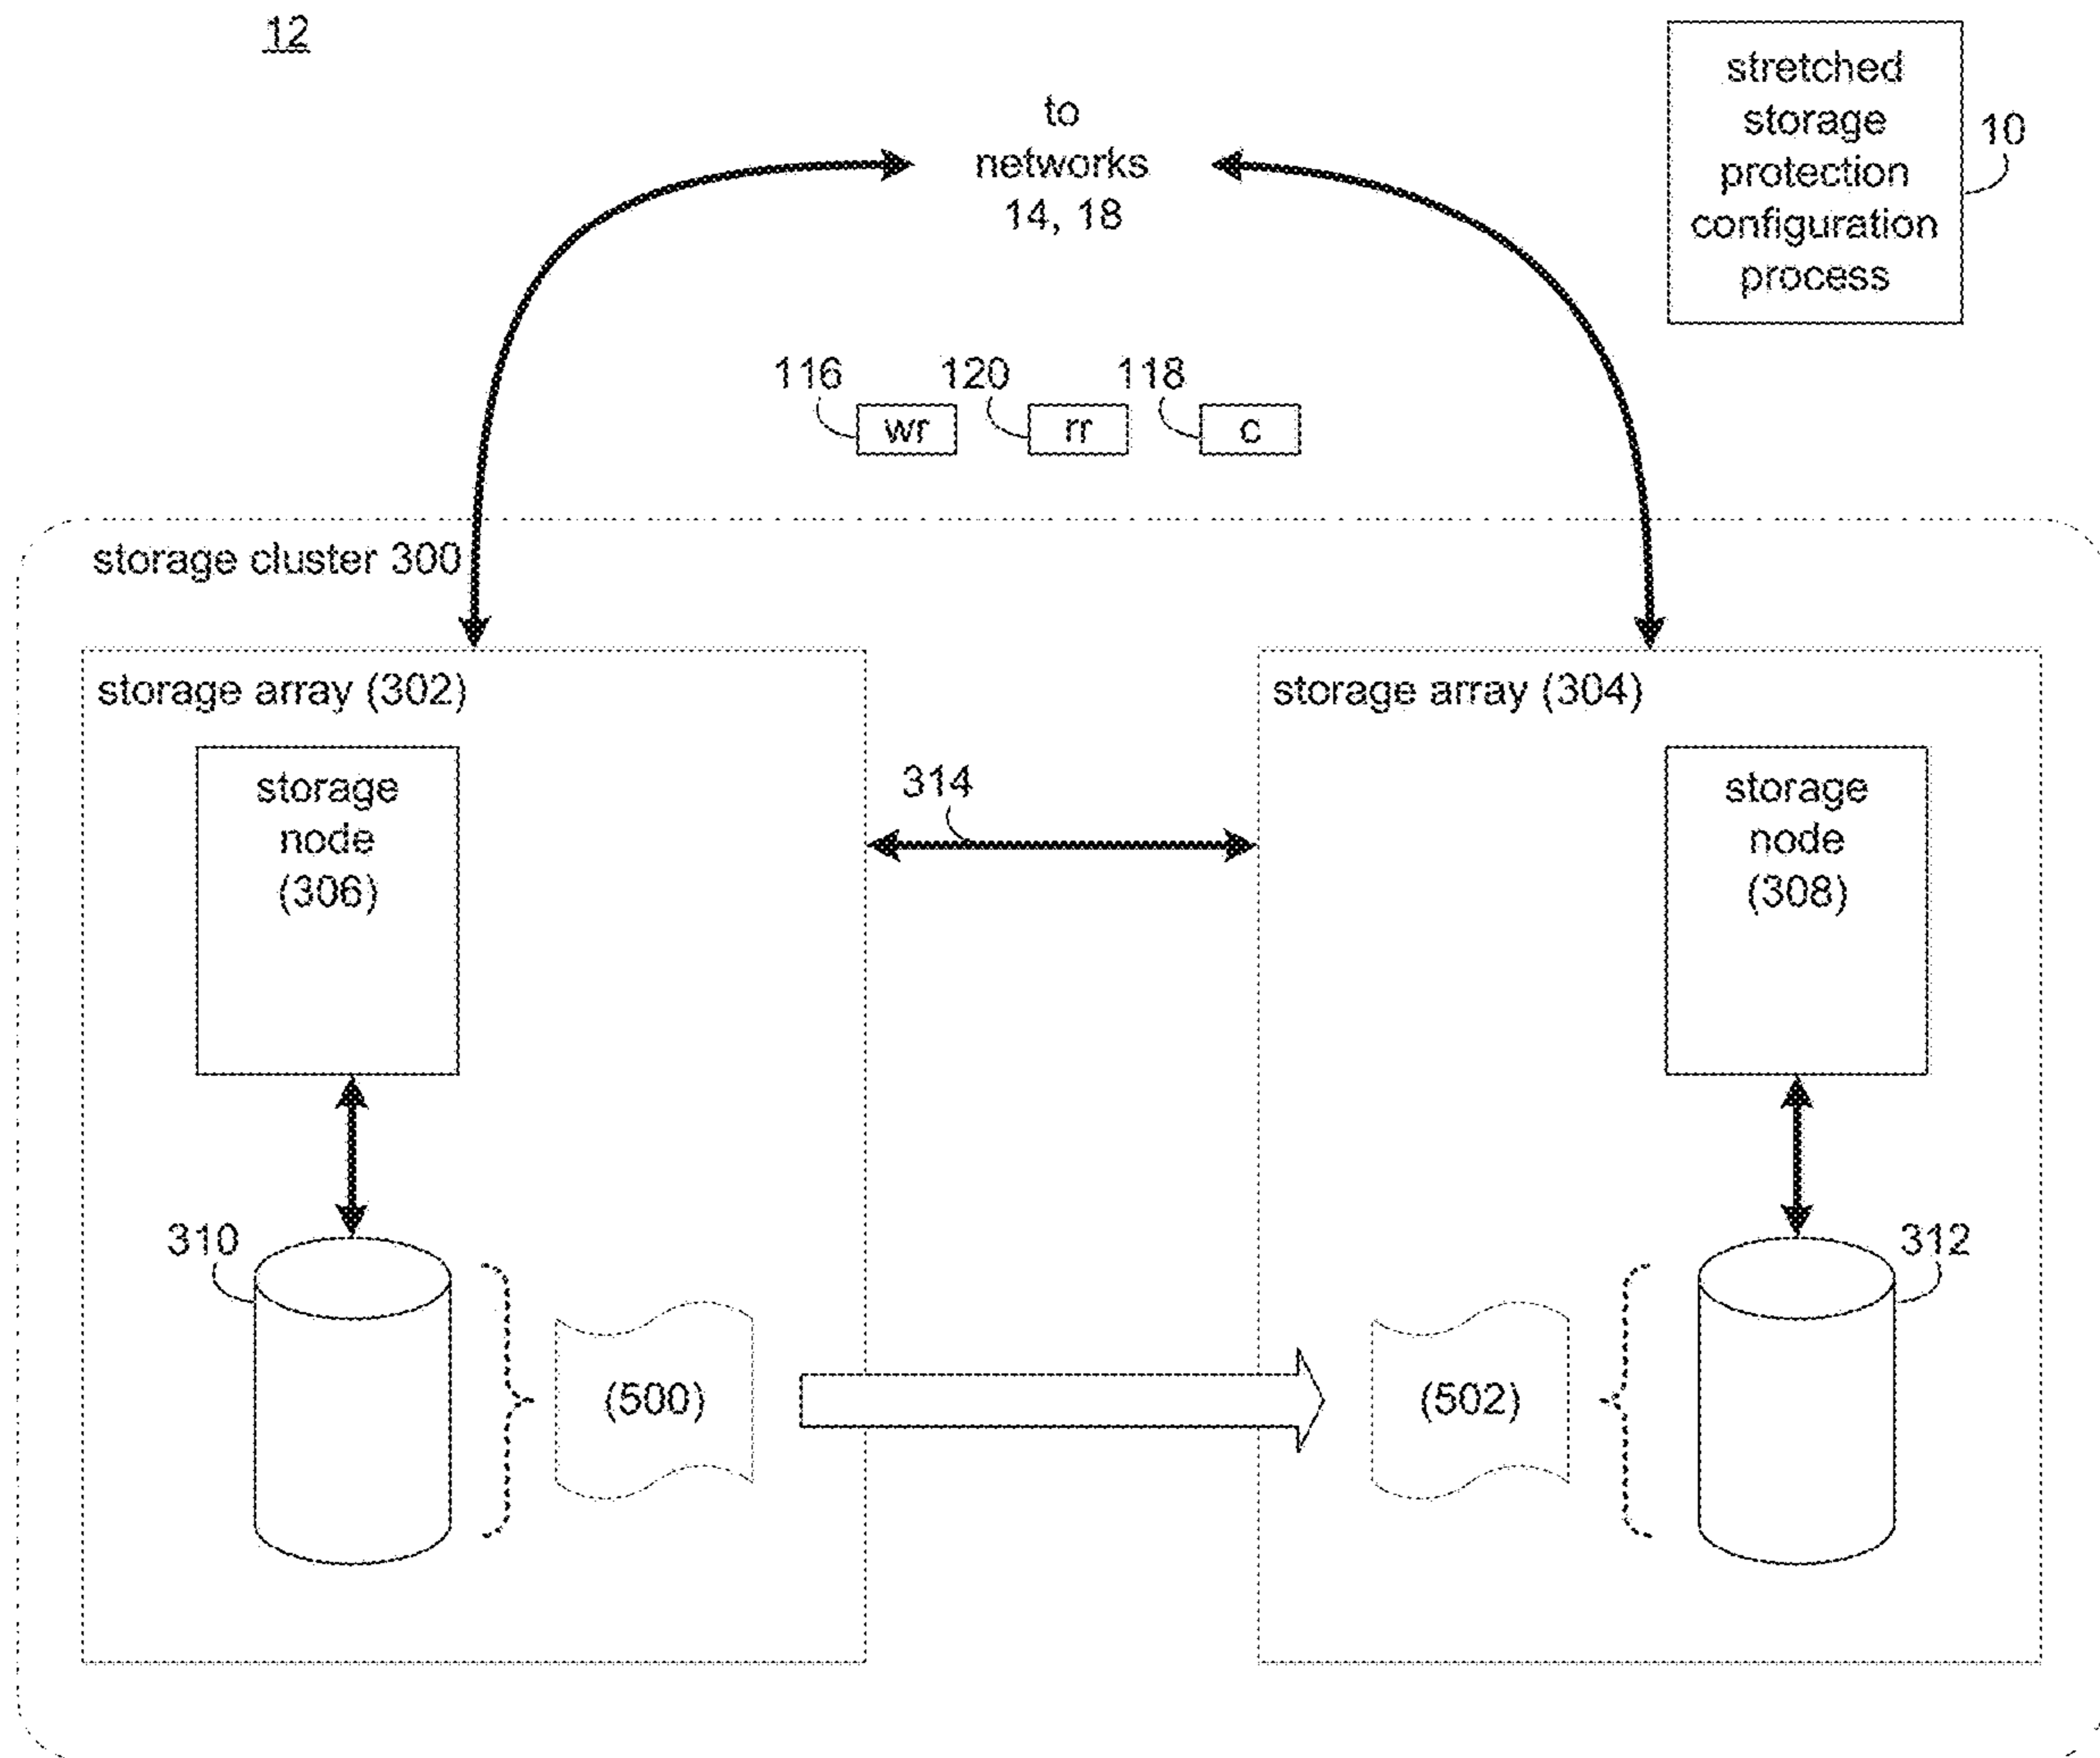 12
to
networks
14, 18
stretched
storage
protection
configuration
process
10
116
120
118
wr
rr
c
storage cluster 300
storage array (302)
storage array (304)
storage
node
(306)
314
storage
node
(308)
310
312
(500)
(502)